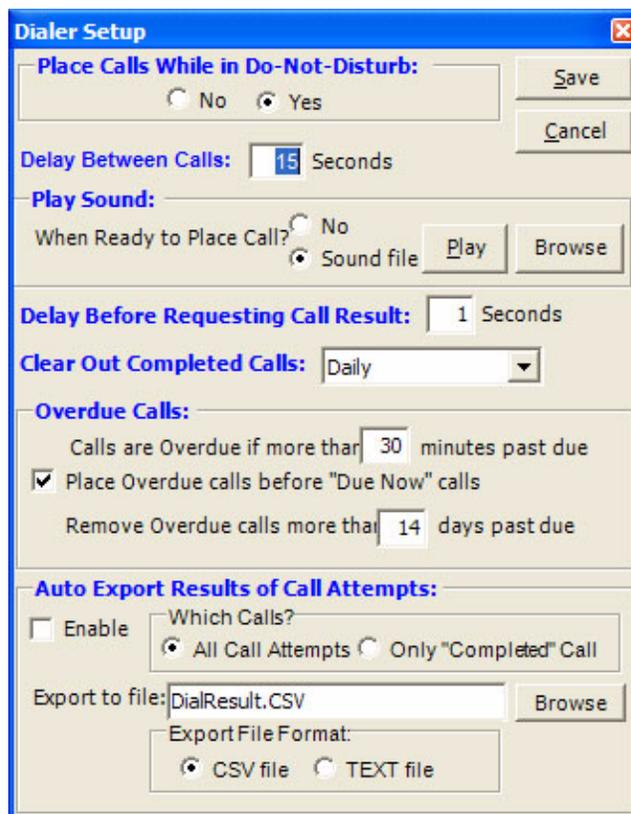 Dialer Setup
Place Calls While in Do-Not-Disturb:
Save
No Yes
Cancel
Delay Between Calls: 15 Seconds
Play Sound:
When Ready to Place Call? No
Sound file Play Browse
Delay Before Requesting Call Result: 1 Seconds
Clear Out Completed Calls: Daily
Overdue Calls:
Calls are Overdue if more thar 30 minutes past due
Place Overdue calls before "Due Now" calls
Remove Overdue calls more thar 14 days past due
Auto Export Results of Call Attempts:
Which Calls?
Enable
All Call Attempts Only "Completed" Call
Export to file: DialResult.CSV Browse
Export File Format:
CSV file TEXT file